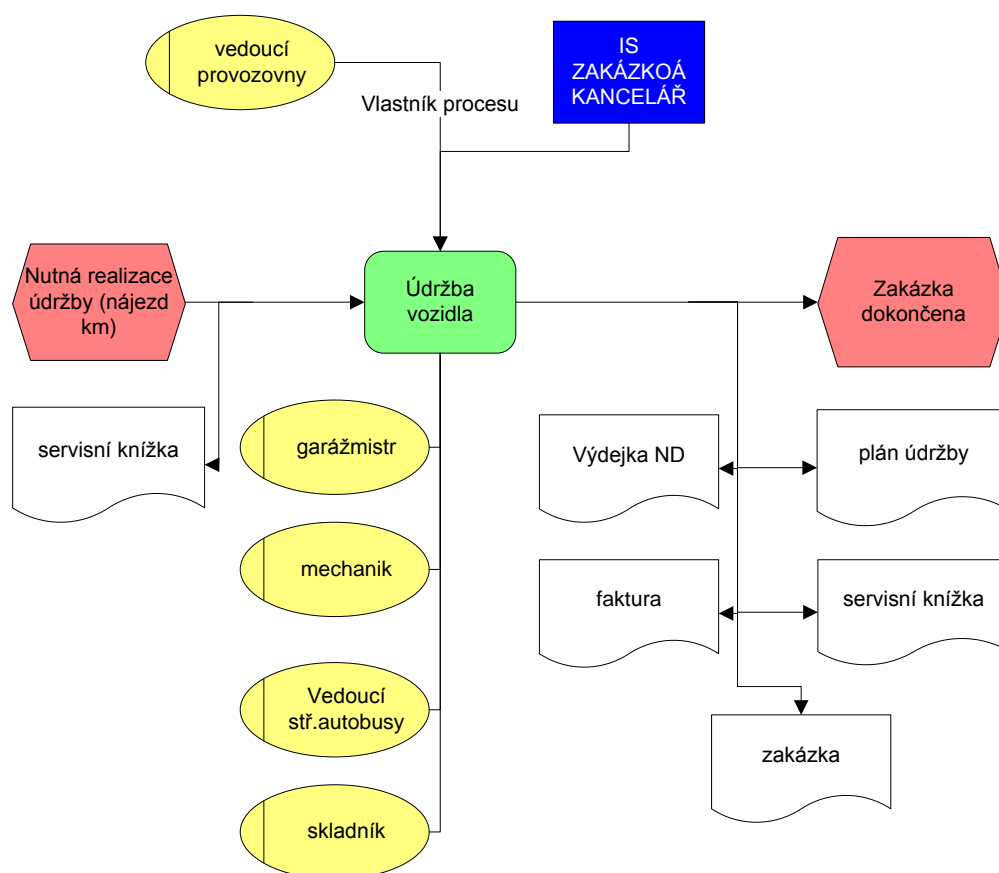 vedoucí
provozovny
IS
ZAKÁZKOÁ
KANCELÁŘ
Vlastník procesu
Nutná realizace
údržby (nájezd
km)
Údržba
vozidla
Zakázka
dokončena
servisní knížka
garážmistr
Výdejka ND
plán údržby
mechanik
faktura
servisní knížka
Vedoucí
stř.autobusy
zakázka
skladník